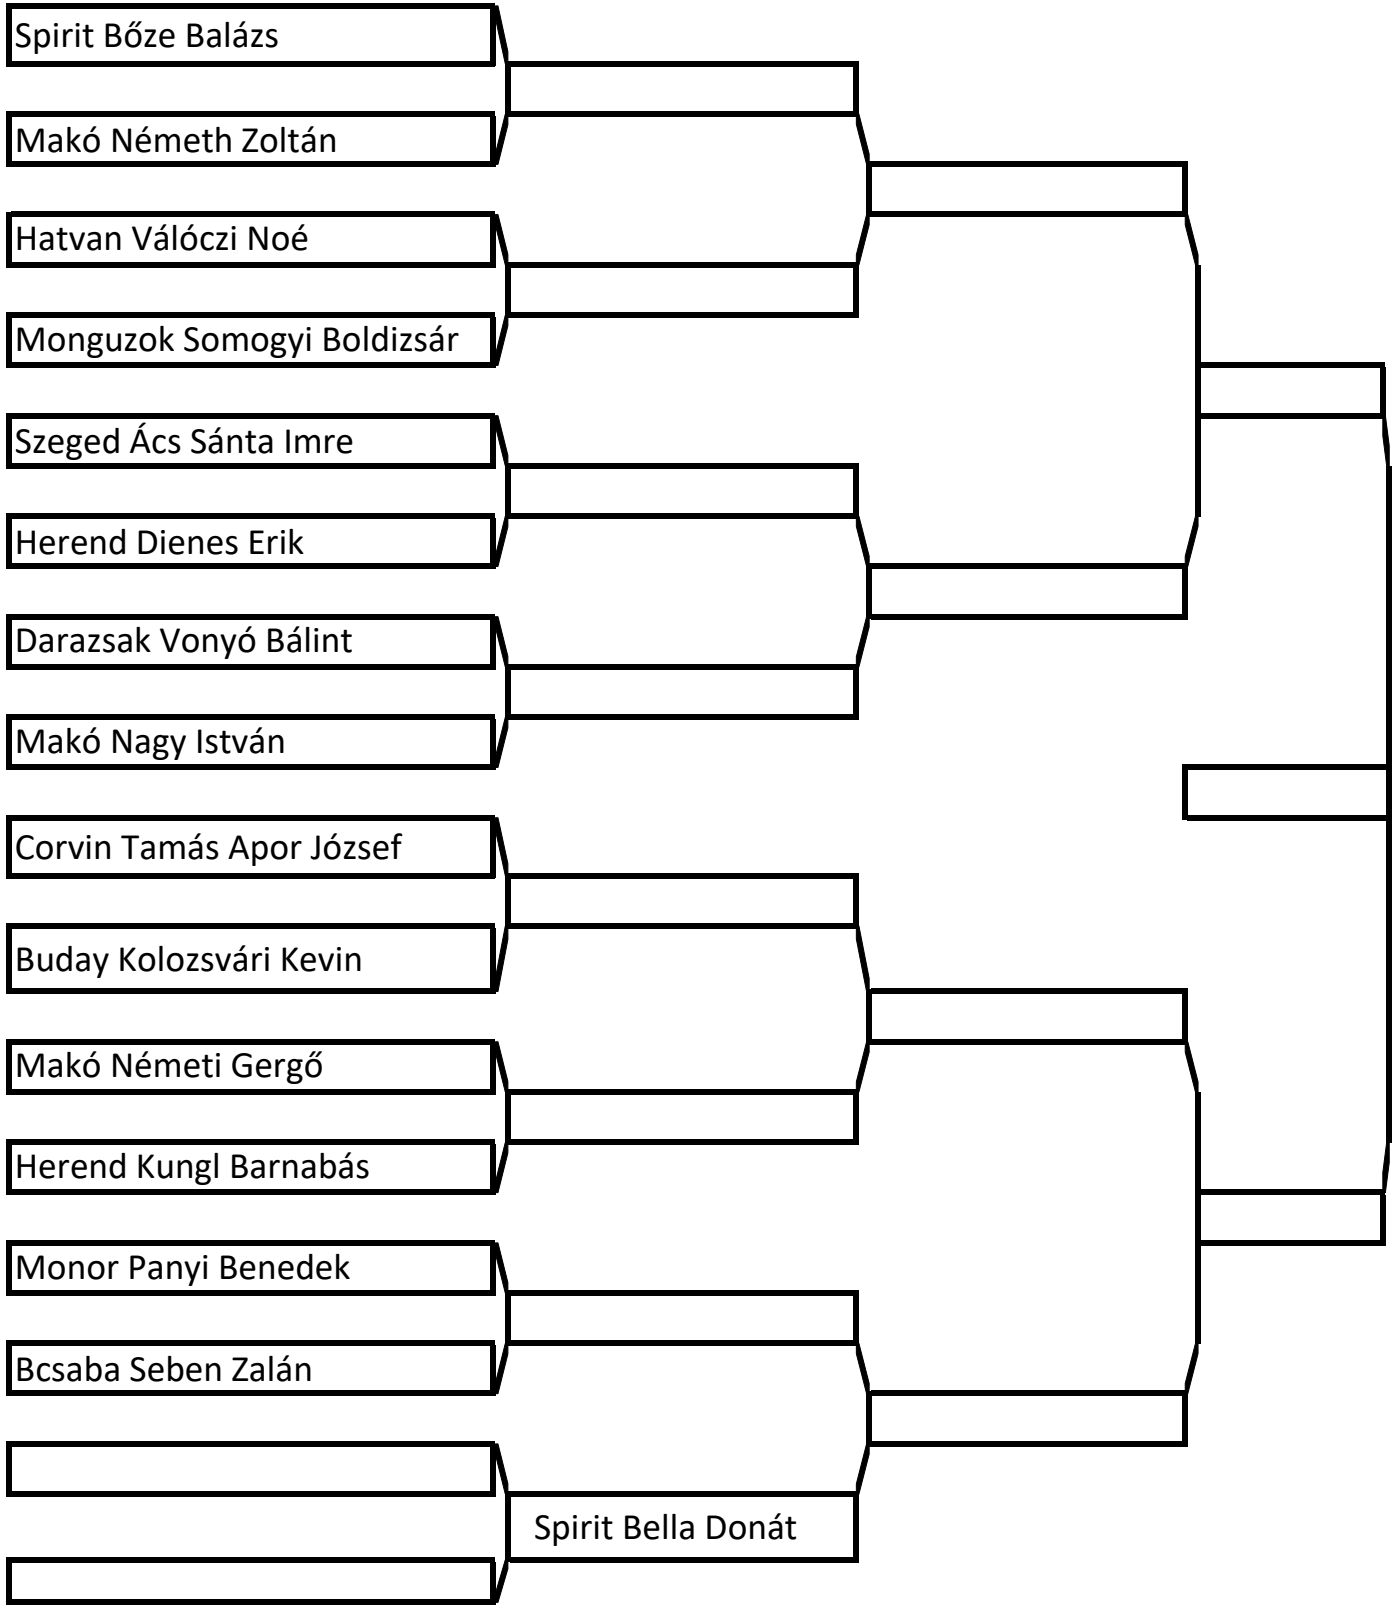 Spirit Bőze Balázs
Makó Németh Zoltán
Hatvan Válóczi Noé
Monguzok Somogyi Boldizsár
Szeged Ács Sánta Imre
Herend Dienes Erik
Darazsak Vonyó Bálint
Makó Nagy István
Corvin Tamás Apor József
Buday Kolozsvári Kevin
Makó Németi Gergő
Herend Kungl Barnabás
Monor Panyi Benedek
Bcsaba Seben Zalán
Spirit Bella Donát